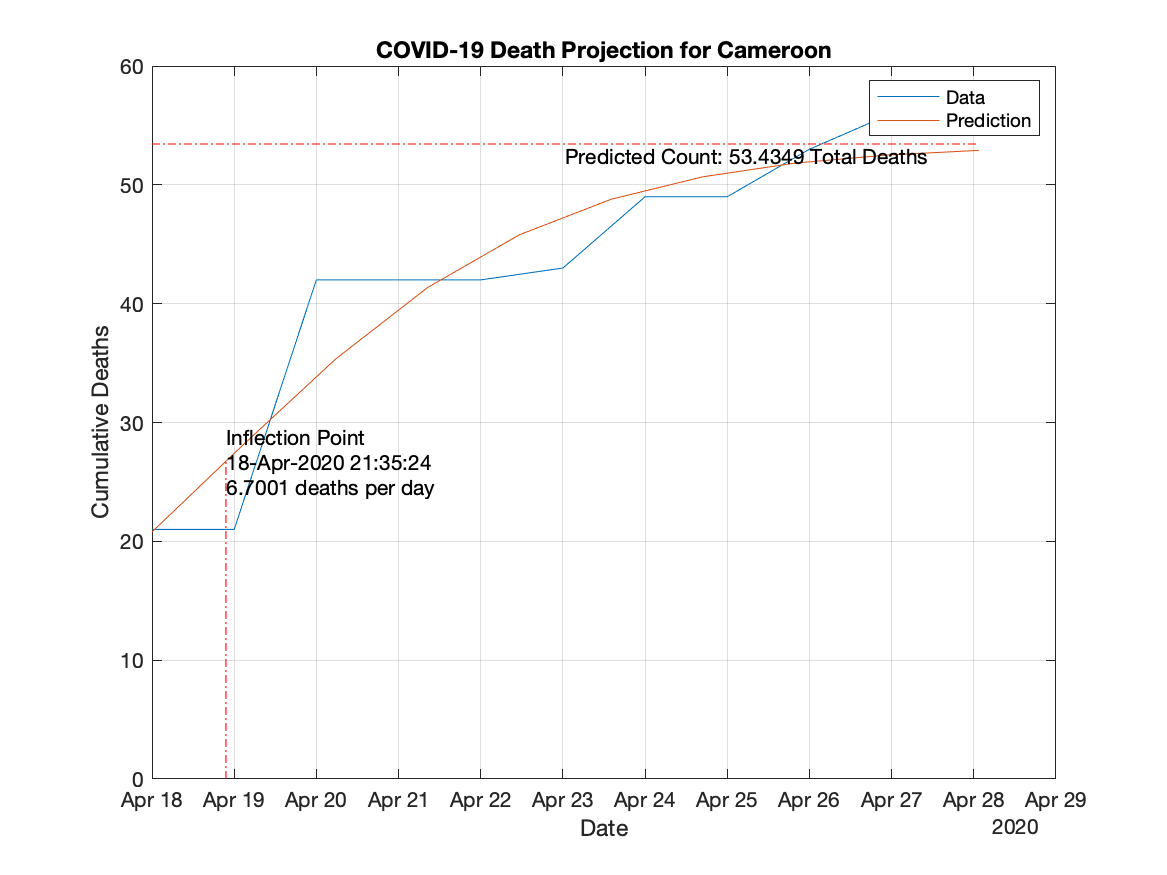 COVID-19 Death Projection for Cameroon
60
50
40
30
20
10
0
Cumulative Deaths
Data
Prediction
Predicted Count: 53.4349 Total Deaths
Inflection Point
18-Apr-2020 21:35:24
6.7001 deaths per day
Apr 18 Apr 19 Apr 20 Apr 21 Apr 22 Apr 23 Apr 24 Apr 25 Apr 26 Apr 27 Apr 28 Apr 29
Date
2020